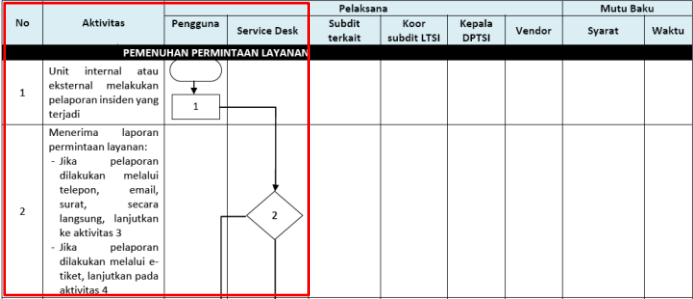 Pelaksana
Mutu Baku
No
Aktivitas
Pengguna
Service Desk
Subdit
terkait
Koor
subdit LTSI
Kepala
DPTSI
Vendor
Syarat
Waktu
PEMENUHAN PERMINTAAN LAYANAN
1
Unit internal atau
eksternal melakukan
pelaporan insiden yang
terjadi
1
2
Menerima laporan
permintaan layanan:
- Jika pelaporan
dilakukan melalui
telepon, email,
surat, secara
langsung, lanjutkan
ke aktivitas 3
- Jika pelaporan
dilakukan melalui e-
tiket, lanjutkan pada
aktivitas 4
2